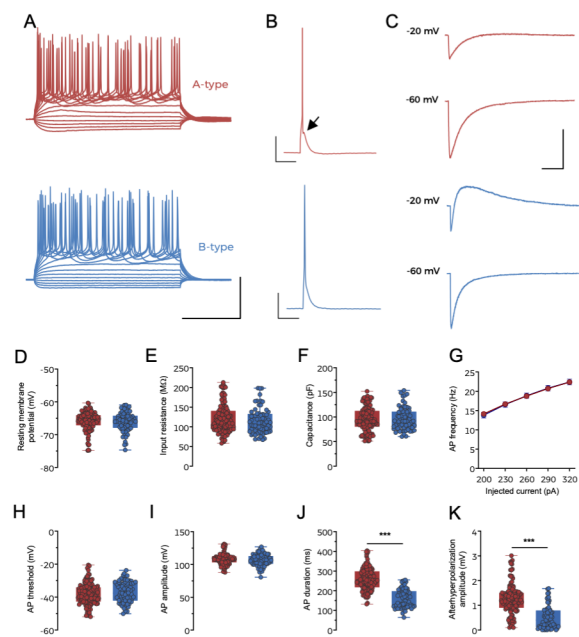 A
B
C
A-type
-20 mV
-60 mV
B-type
-20 mV
-60 mV
D
Resting membrane
potential (mV)
-50
-60
-70
-80
E
Input resistance (MΩ)
250
200
150
100
50
0
F
Capacitance (pF)
200
150
100
50
0
G
AP frequency (Hz)
25
20
15
10
5
0
200 230 260 290 320
Injected current (pA)
H
AP threshold (mV)
0
-20
-40
-60
I
AP amplitude (mV)
150
100
50
0
J
AP duration (ms)
500
400
300
200
100
0
***
K
Afterhyperpolarization
amplitude (mV)
4
3
2
1
0
***